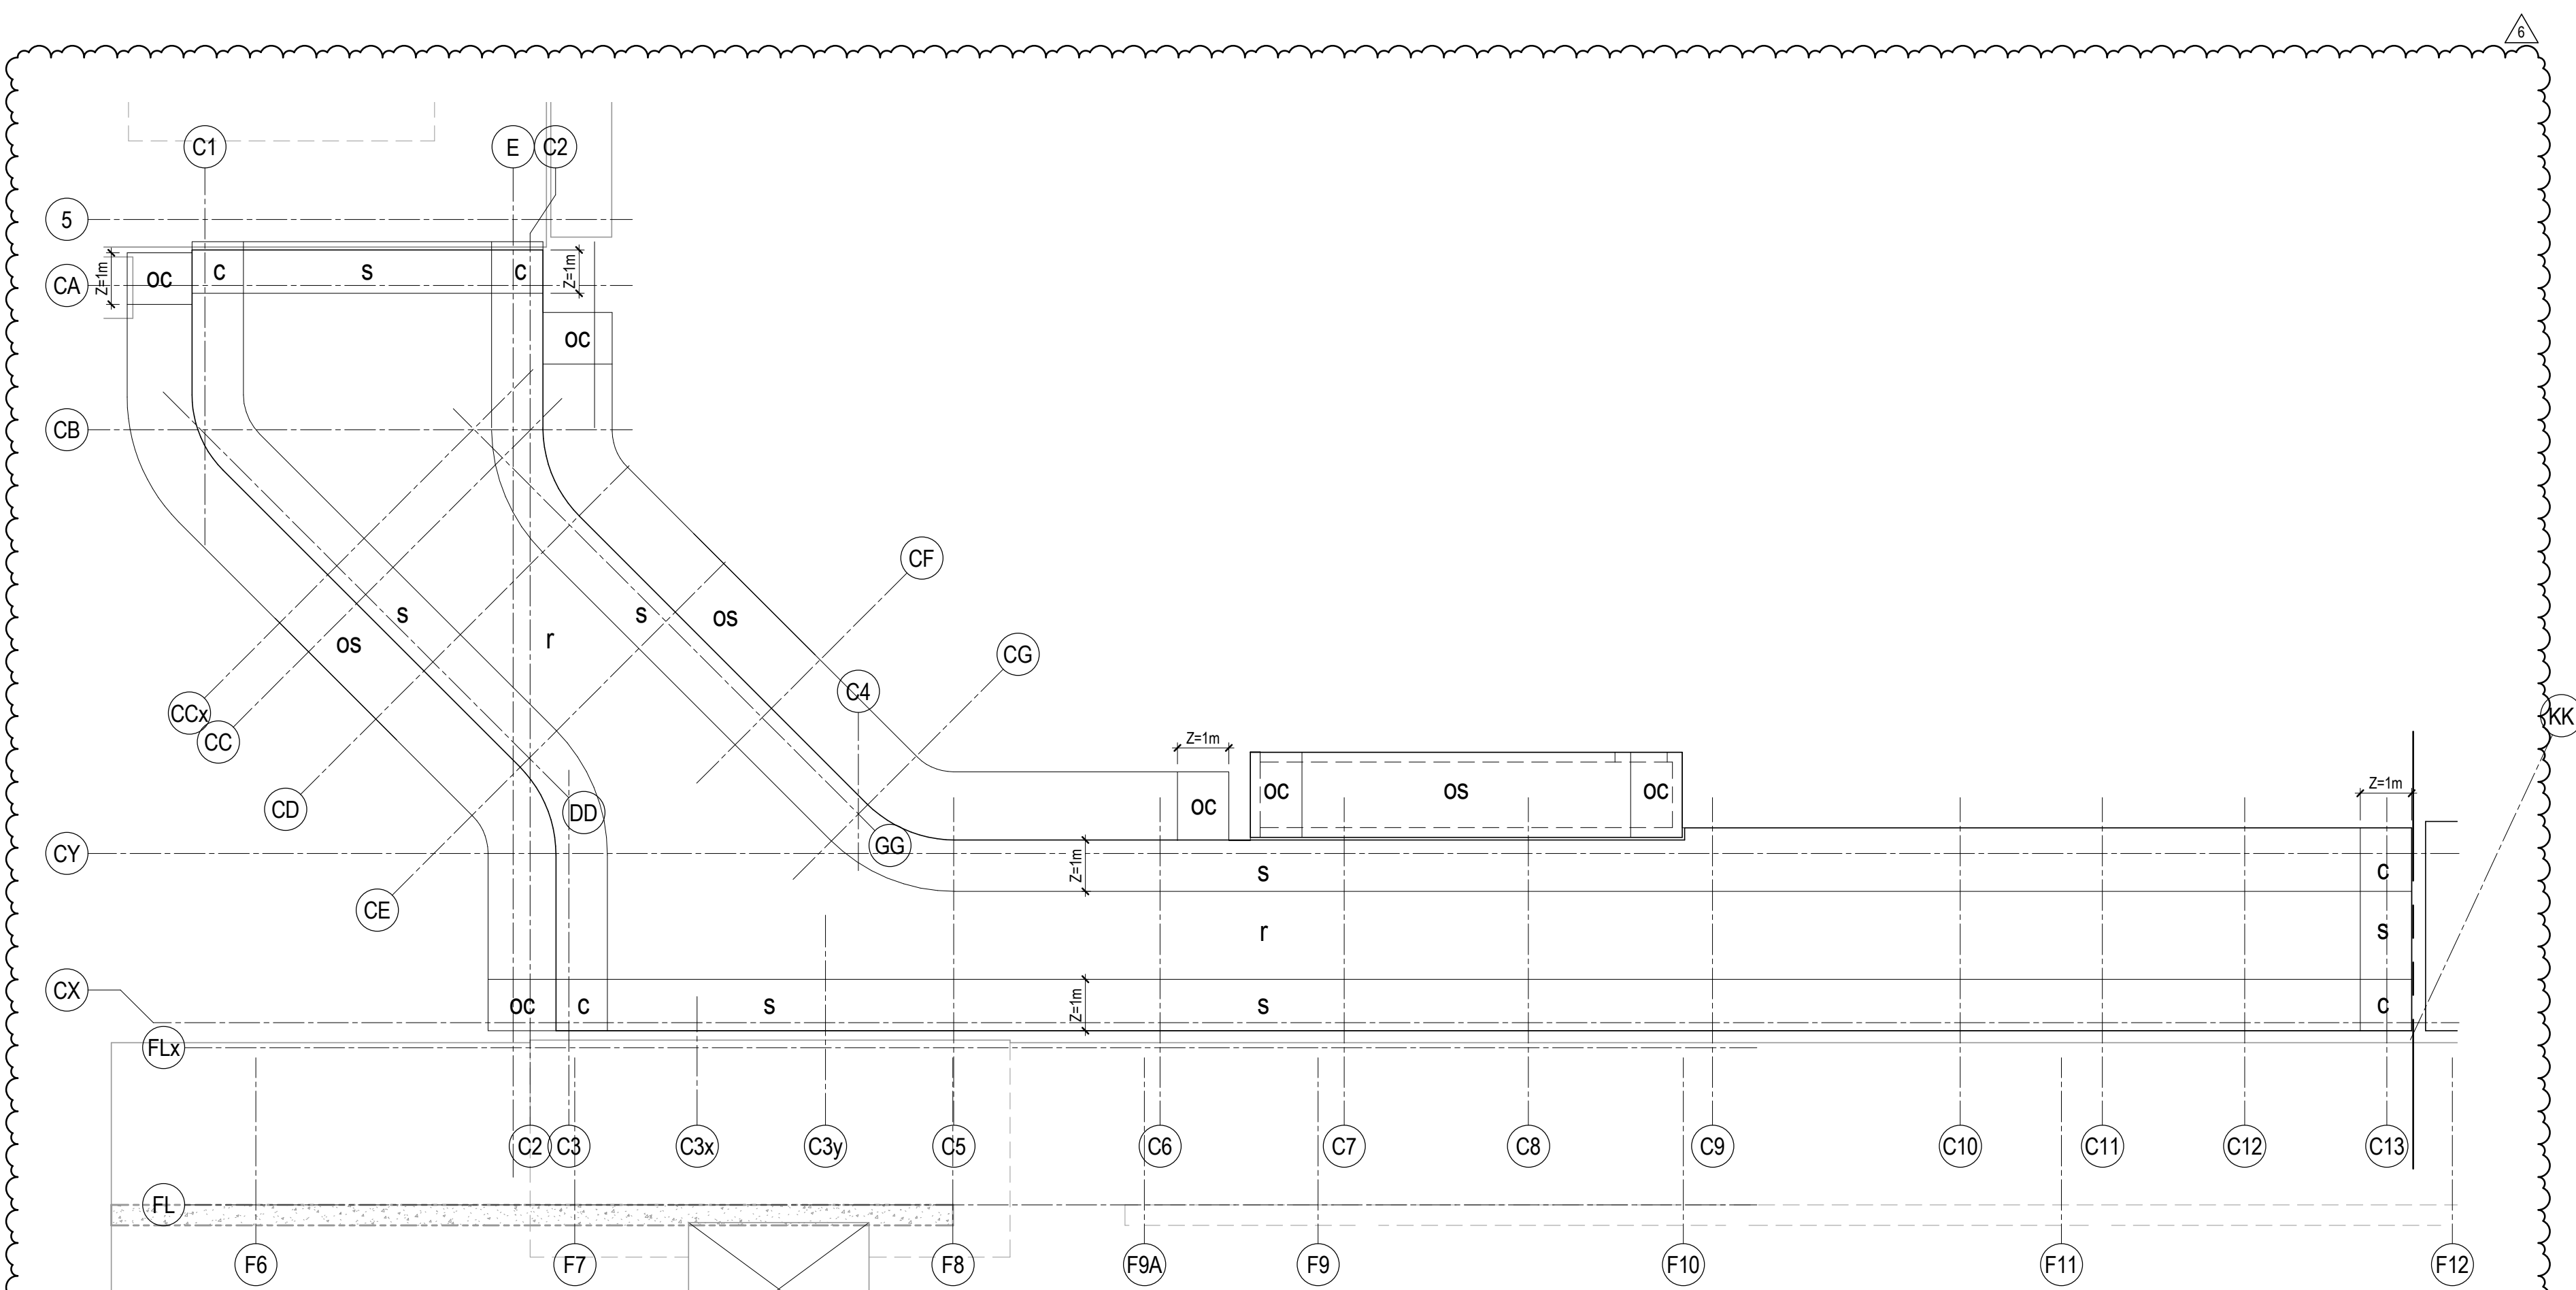 6
C1 E C2
5
CA Z=1m oc c s c Z=1m
oc
CB
CF
s s os
os r
CG
C4
CCx KK
CC
Z=1m
Z=1m
oc os oc
CD DD oc
GG
CY Z=1m s c
CE
r s
CX oc c s Z=1m s c
FLx
C2 C3 C3x C3y C5 C6 C7 C8 C9 C10 C11 C12 C13
FL
F6 F7 F8 F9A F9 F10 F11 F12